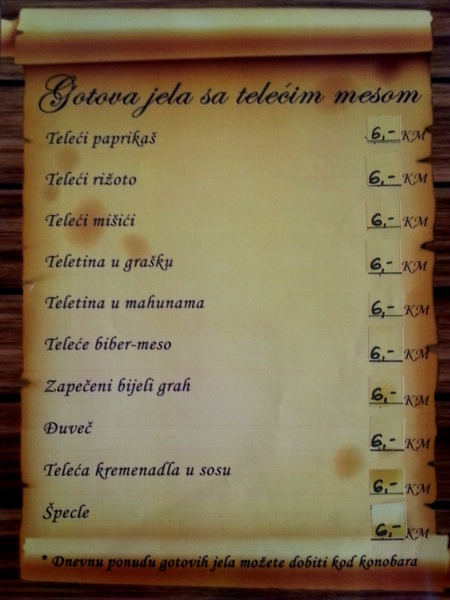 Gotova jela sa telećim mesom
Teleći paprikaš 6,- KM
Teleći rižoto 6,- KM
Teleći mišići 6,- KM
Teletina u grašku 6,- KM
Teletina u mahunama 6,- KM
Teleće biber-meso 6,- KM
Zapečeni bijeli grah 6,- KM
Đuveč 6,- KM
Teleća kremenadla u sosu 6,- KM
Špecle 6,- KM
* Dnevnu ponudu gotovih jela možete dobiti kod konobara